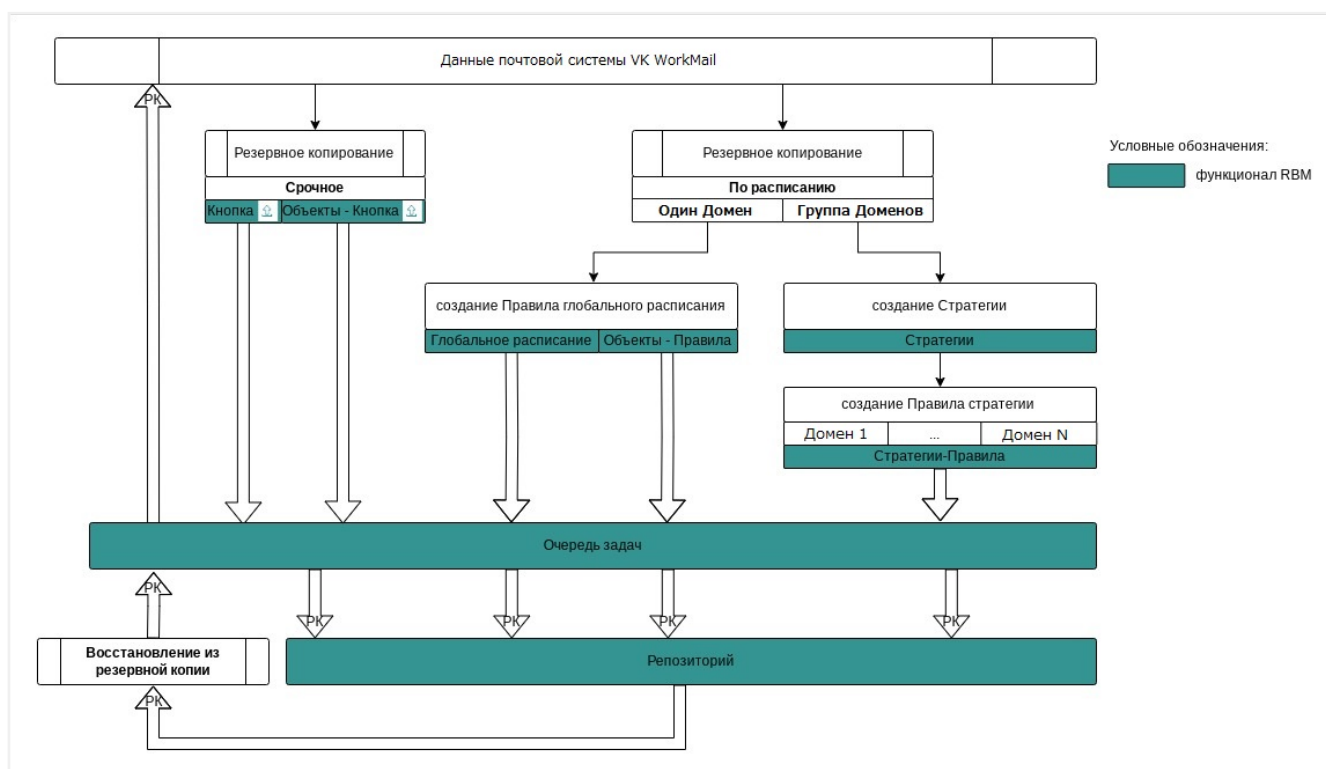 Данные почтовой системы VK WorkMail
РК
Резервное копирование
Срочное
Кнопка
Объекты - Кнопка
Резервное копирование
По расписанию
Один Домен
Группа Доменов
Условные обозначения:
функционал RBM
создание Правила глобального расписания
Глобальное расписание
Объекты - Правила
создание Стратегии
Стратегии
создание Правила стратегии
Домен 1
...
Домен N
Стратегии-Правила
Очередь задач
РК
РК
РК
РК
РК
Восстановление из
резервной копии
Репозиторий
РК